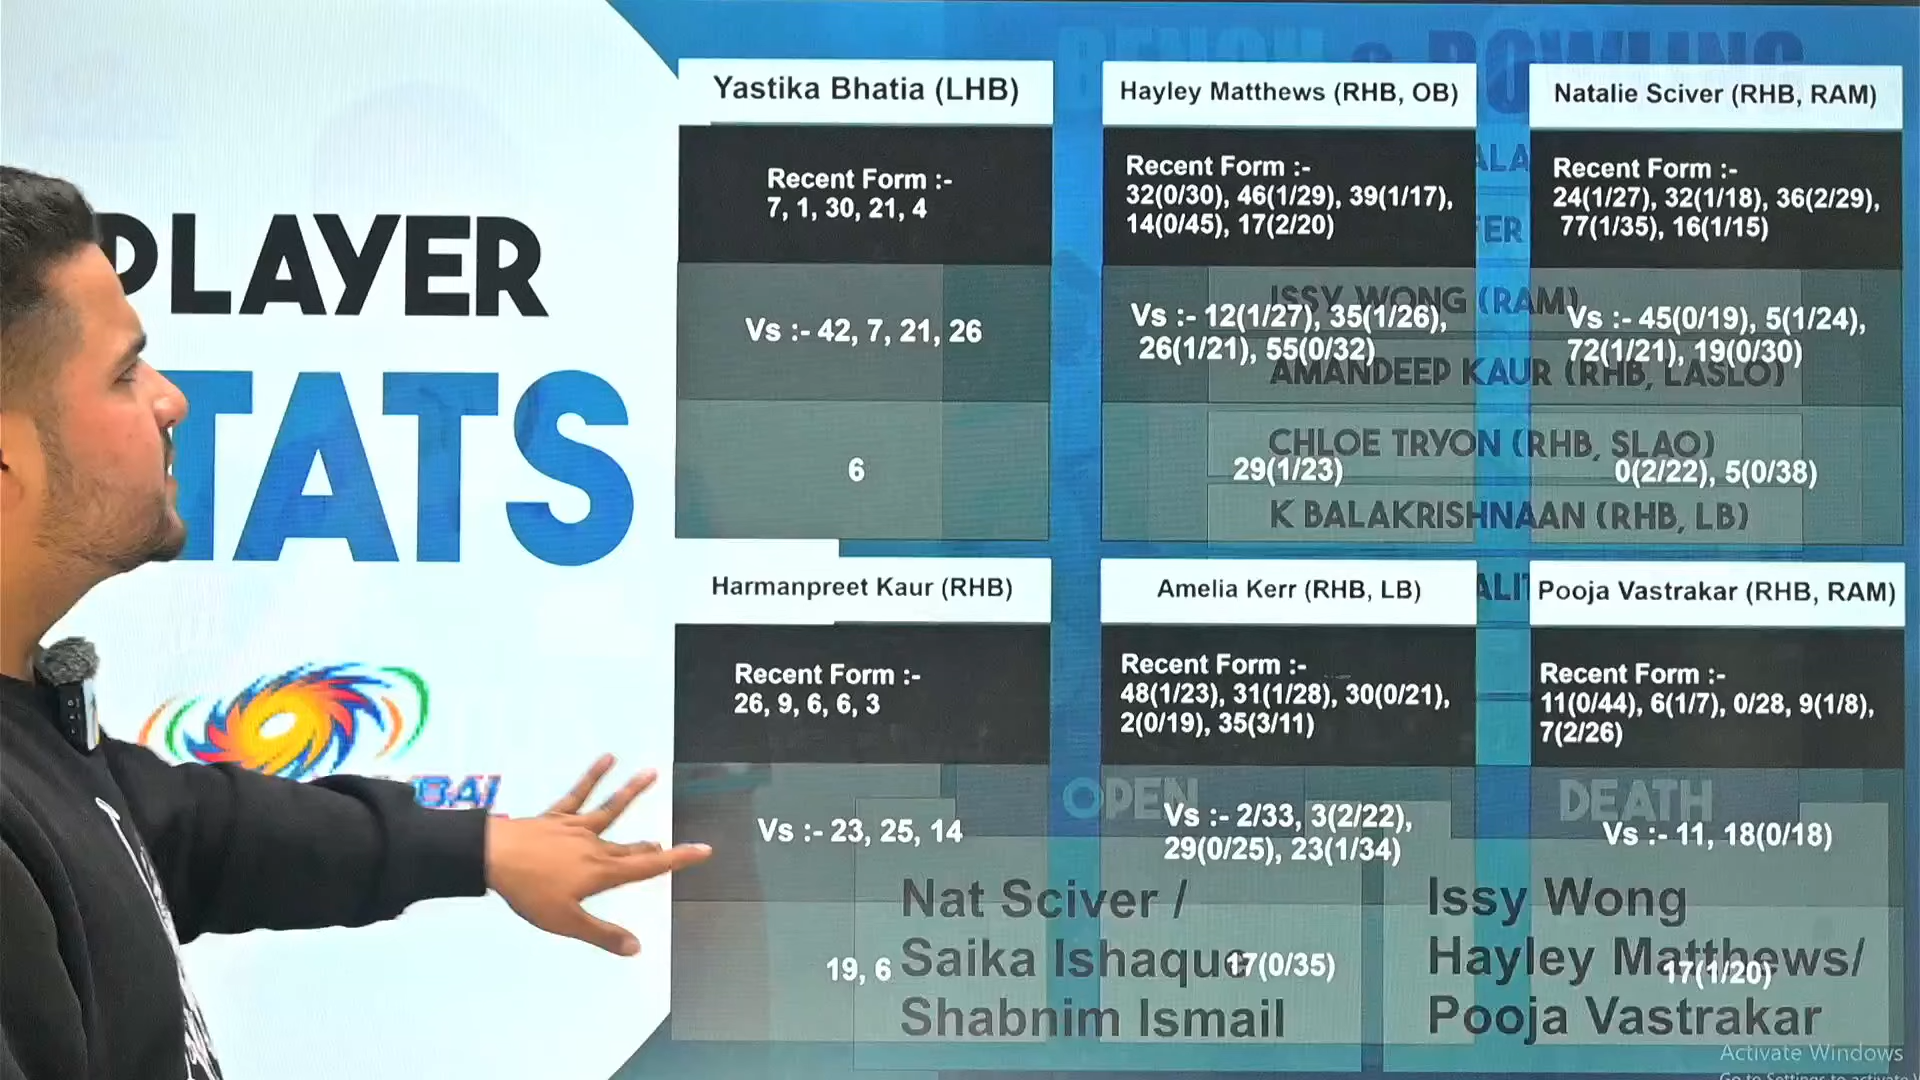 PLAYER
STATS
Yastika Bhatia (LHB)
Recent Form :-
7, 1, 30, 21, 4
Vs :- 42, 7, 21, 26
6
Hayley Matthews (RHB, OB)
Recent Form :-
32(0/30), 46(1/29), 39(1/17),
14(0/45), 17(2/20)
Vs :- 12(1/27), 35(1/26),
26(1/21), 55(0/32)
29(1/23)
Natalie Sciver (RHB, RAM)
Recent Form :-
24(1/27), 32(1/18), 36(2/29),
77(1/35), 16(1/15)
Vs :- 45(0/19), 5(1/24),
72(1/21), 19(0/30)
0(2/22), 5(0/38)
BENCH & BOWLING
ISSY WONG (RAM)
AMANDEEP KAUR (RHB, LASLO)
CHLOE TRYON (RHB, SLAO)
K BALAKRISHNAAN (RHB, LB)
Harmanpreet Kaur (RHB)
Recent Form :-
26, 9, 6, 6, 3
Vs :- 23, 25, 14
19, 6
Amelia Kerr (RHB, LB)
Recent Form :-
48(1/23), 31(1/28), 30(0/21),
2(0/19), 35(3/11)
Vs :- 2/33, 3(2/22),
29(0/25), 23(1/34)
17(0/35)
Pooja Vastrakar (RHB, RAM)
Recent Form :-
11(0/44), 6(1/7), 0/28, 9(1/8),
7(2/26)
Vs :- 11, 18(0/18)
17(1/20)
OPEN
Nat Sciver /
Saika Ishaque
Shabnim Ismail
DEATH
Issy Wong
Hayley Matthews/
Pooja Vastrakar
Activate Windows